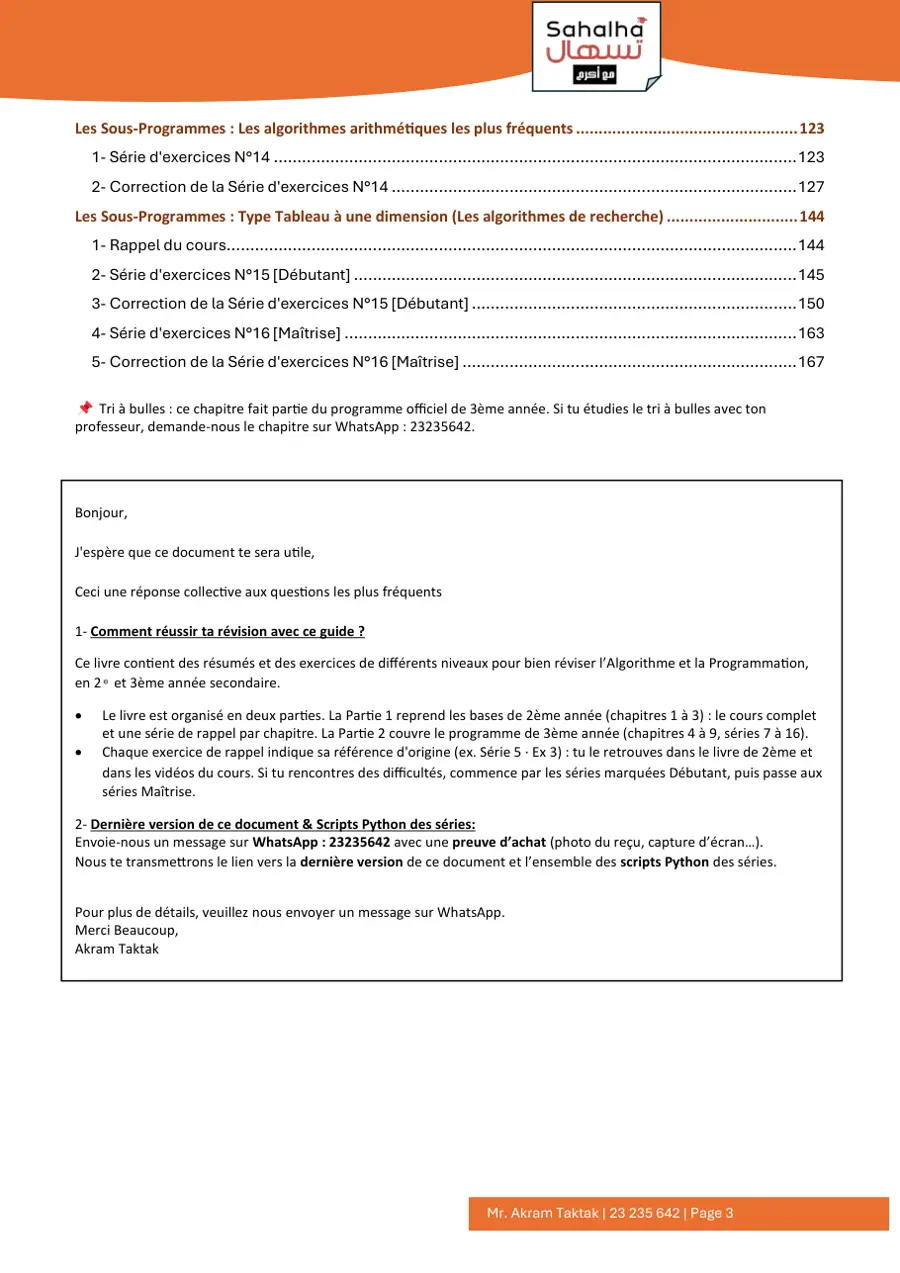 Sahalha
تسهال
مع أكرم
Les Sous-Programmes : Les algorithmes arithmétiques les plus fréquents ................................................ 123
1- Série d'exercices N°14 ................................................................................................................ 123
2- Correction de la Série d'exercices N°14 ....................................................................................... 127
Les Sous-Programmes : Type Tableau à une dimension (Les algorithmes de recherche) ............................ 144
1- Rappel du cours.......................................................................................................................... 144
2- Série d'exercices N°15 [Débutant] ............................................................................................... 145
3- Correction de la Série d'exercices N°15 [Débutant] ...................................................................... 150
4- Série d'exercices N°16 [Maîtrise] ................................................................................................. 163
5- Correction de la Série d'exercices N°16 [Maîtrise] ........................................................................ 167
📌 Tri à bulles : ce chapitre fait partie du programme officiel de 3ème année. Si tu étudies le tri à bulles avec ton
professeur, demande-nous le chapitre sur WhatsApp : 23235642.
Bonjour,
J'espère que ce document te sera utile,
Ceci une réponse collective aux questions les plus fréquents
1- Comment réussir ta révision avec ce guide ?
Ce livre contient des résumés et des exercices de différents niveaux pour bien réviser l’Algorithme et la Programmation,
en 2ᵉ et 3ème année secondaire.
• Le livre est organisé en deux parties. La Partie 1 reprend les bases de 2ème année (chapitres 1 à 3) : le cours complet
et une série de rappel par chapitre. La Partie 2 couvre le programme de 3ème année (chapitres 4 à 9, séries 7 à 16).
• Chaque exercice de rappel indique sa référence d'origine (ex. Série 5 · Ex 3) : tu le retrouves dans le livre de 2ème et
dans les vidéos du cours. Si tu rencontres des difficultés, commence par les séries marquées Débutant, puis passe aux
séries Maîtrise.
2- Dernière version de ce document & Scripts Python des séries:
Envoie-nous un message sur WhatsApp : 23235642 avec une preuve d’achat (photo du reçu, capture d’écran…).
Nous te transmettrons le lien vers la dernière version de ce document et l’ensemble des scripts Python des séries.
Pour plus de détails, veuillez nous envoyer un message sur WhatsApp.
Merci Beaucoup,
Akram Taktak
Mr. Akram Taktak | 23 235 642 | Page 3